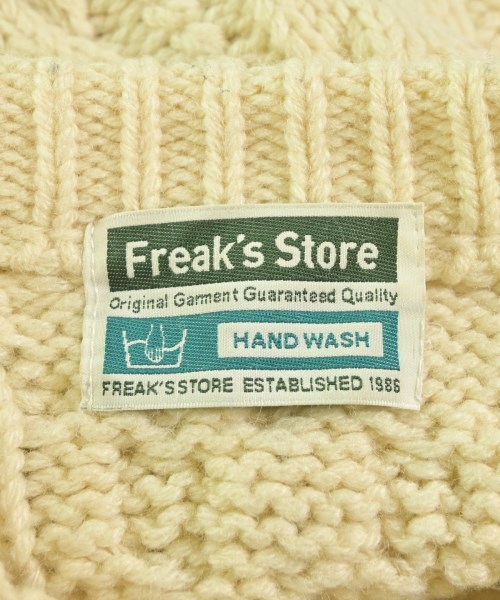 Freak's Store
Original Garment Guaranteed Quality
HAND WASH
FREAK'S STORE ESTABLISHED 1986